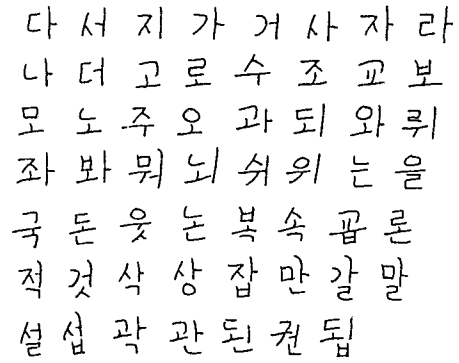 다 서 지 가 거 사 자 라
나 더 고 로 수 조 교 보
모 노 주 오 과 되 와 뤼
좌 봐 뭐 뇌 쉬 위 는 을
국 돈 웃 논 복 속 굡 론
적 것 삭 상 잡 만 갈 말
설 섭 곽 관 된 권 됩